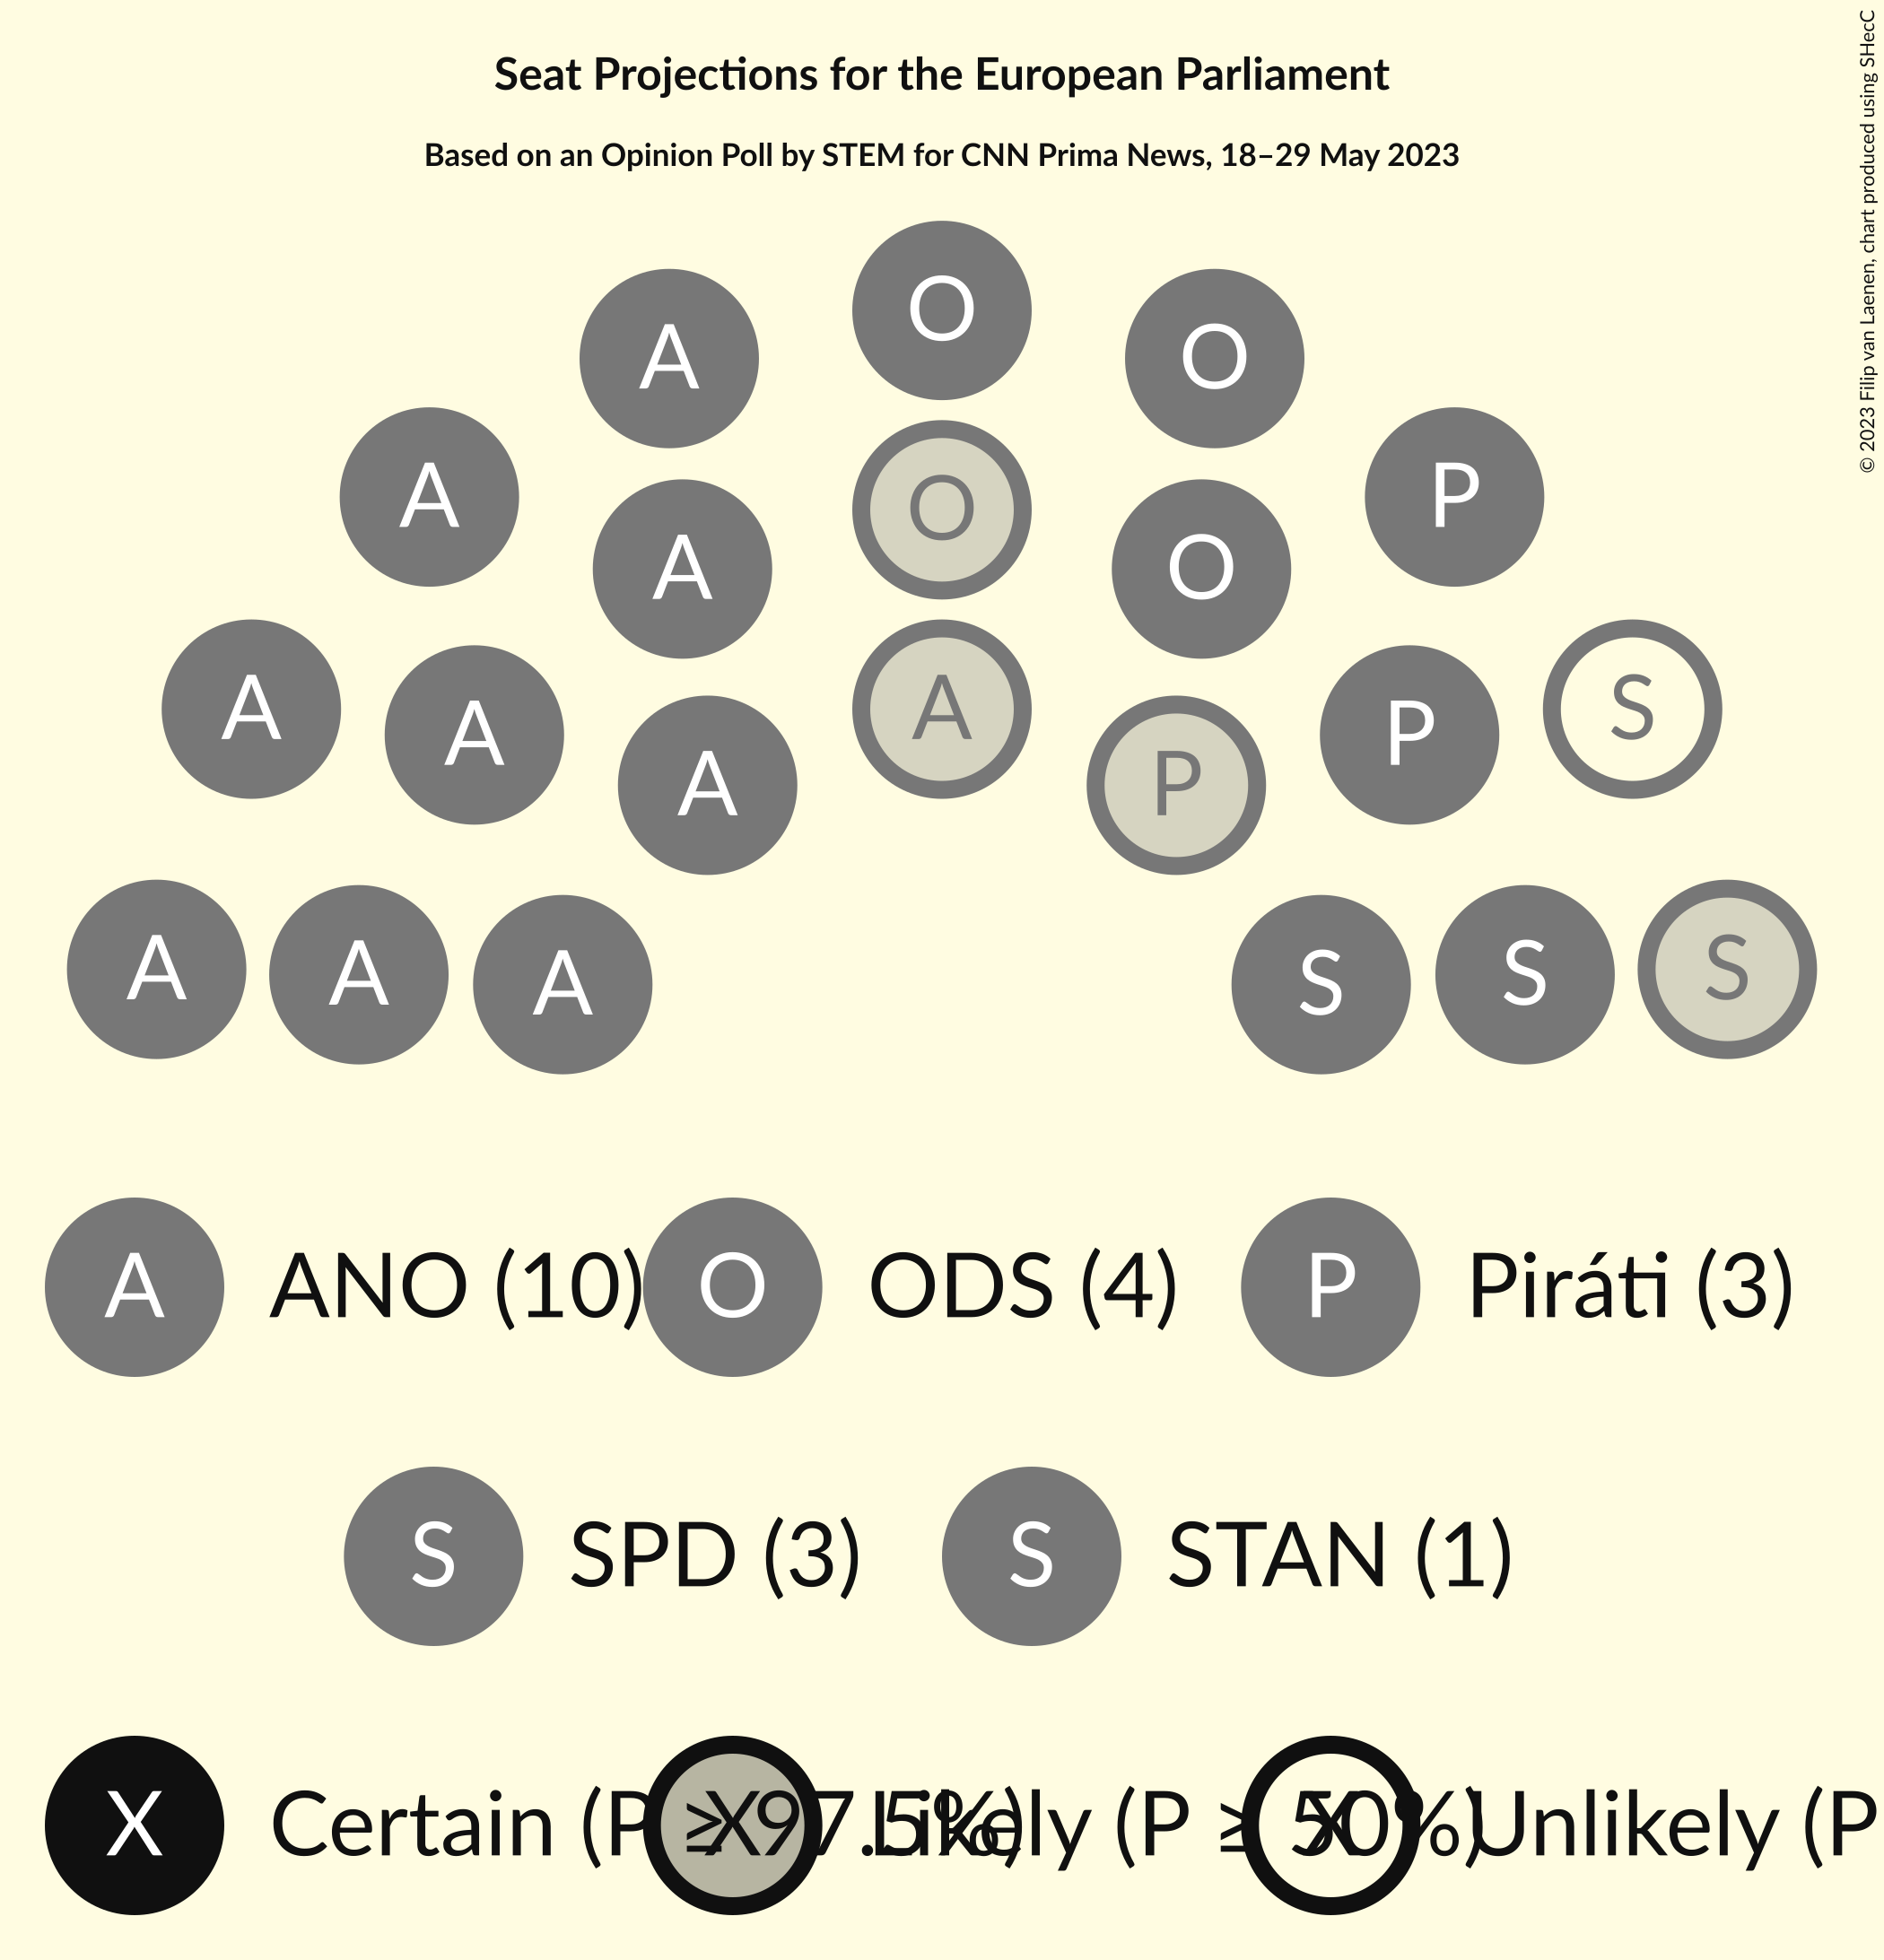 Seat Projections for the European Parliament
Based on an Opinion Poll by STEM for CNN Prima News, 18–29 May 2023
© 2023 Filip van Laenen, chart produced using SHecC
O
A O
A O P
A O
A S
A A A P P
A A A S S S
A ANO (10) O ODS (4) P Piráti (3)
S SPD (3) S STAN (1)
X Certain (P ≥ 97.5%) X Likely (P ≥ 50%) X Unlikely (P